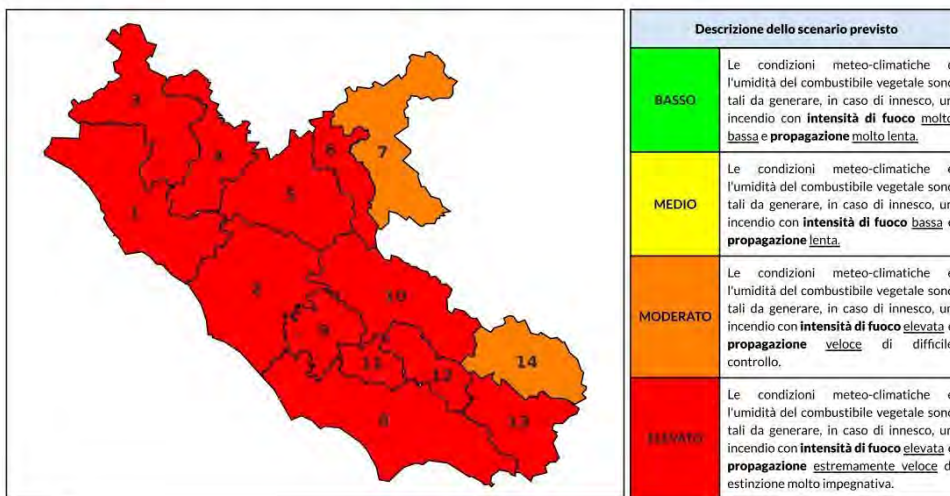 3
4
6
7
5
1
2
10
9
11
14
12
8
13
Descrizione dello scenario previsto
BASSO
Le condizioni meteo-climatiche
l'umidità del combustibile vegetale sono
tali da generare, in caso di innesco, un
incendio con intensità di fuoco molto
bassa e propagazione molto lenta.
MEDIO
Le condizioni meteo-climatiche e
l'umidità del combustibile vegetale sono
tali da generare, in caso di innesco, un
incendio con intensità di fuoco bassa e
propagazione lenta.
MODERATO
Le condizioni meteo-climatiche e
l'umidità del combustibile vegetale sono
tali da generare, in caso di innesco, un
incendio con intensità di fuoco elevata e
propagazione veloce di difficile
controllo.
ELEVATO
Le condizioni meteo-climatiche e
l'umidità del combustibile vegetale sono
tali da generare, in caso di innesco, un
incendio con intensità di fuoco elevata e
propagazione estremamente veloce di
estinzione molto impegnativa.